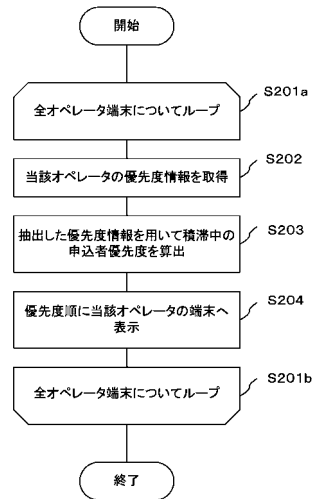 開始
全オペレータ端末についてループ
S201a
当該オペレータの優先度情報を取得
S202
抽出した優先度情報を用いて積滞中の
申込者優先度を算出
S203
優先度順に当該オペレータの端末へ
表示
S204
全オペレータ端末についてループ
S201b
終了